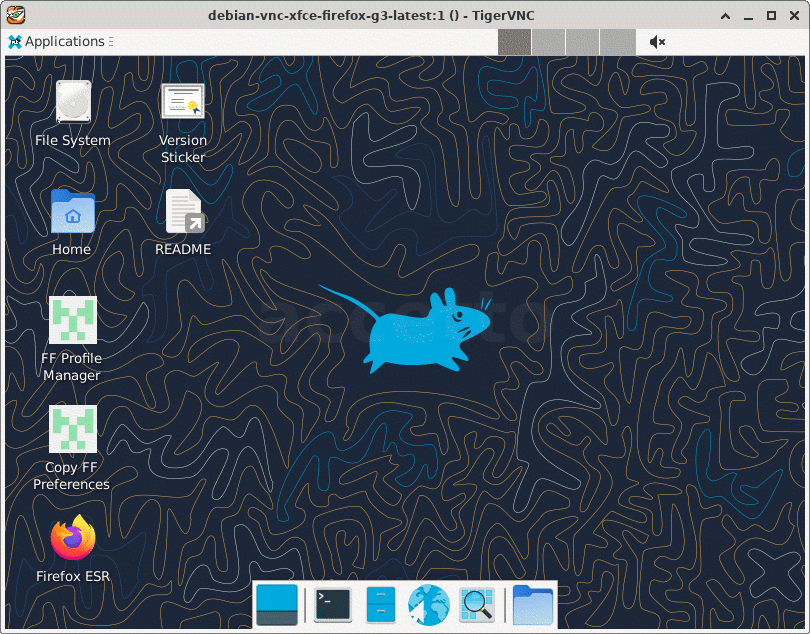 debian-vnc-xfce-firefox-g3-latest:1 () - TigerVNC
Applications
File System
Version
Sticker
Home
README
accetto
FF Profile
Manager
Copy FF
Preferences
Firefox ESR